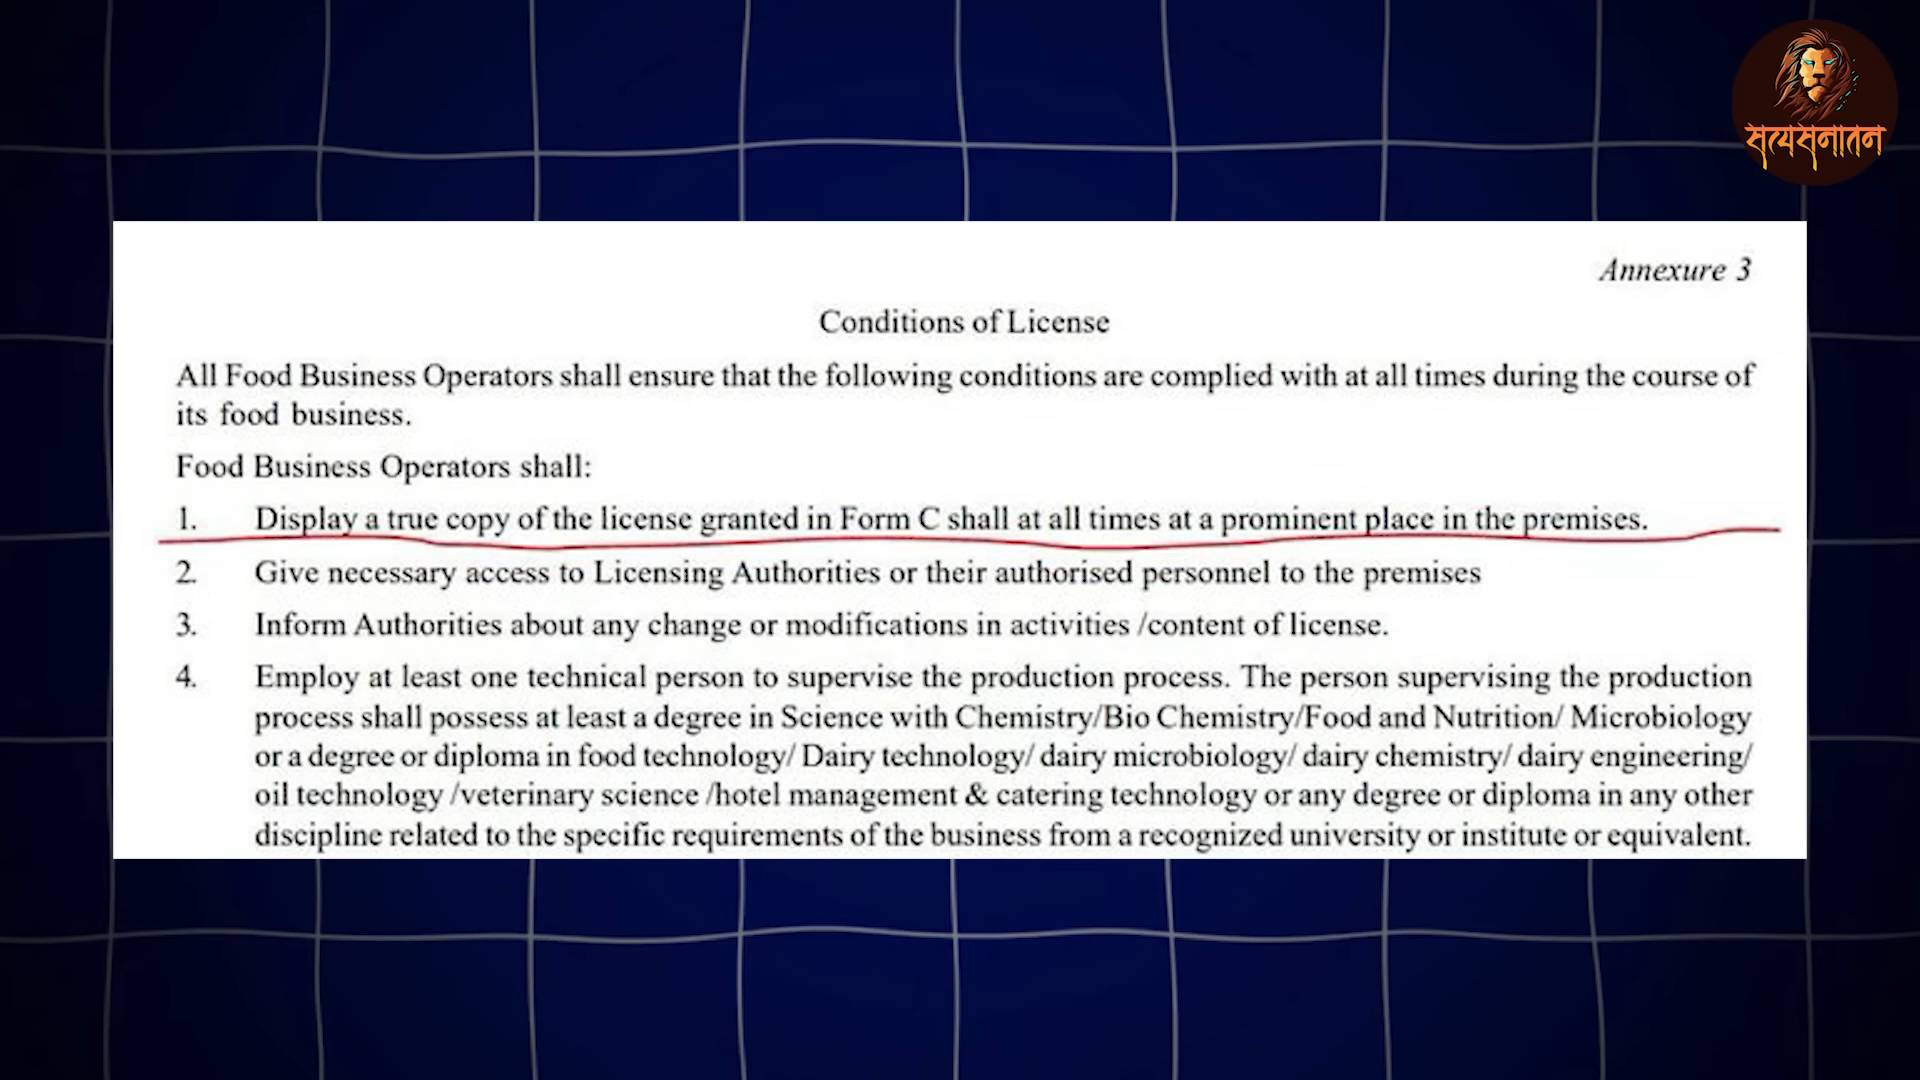 सत्यसनातन
Annexure 3
Conditions of License
All Food Business Operators shall ensure that the following conditions are complied with at all times during the course of
its food business.
Food Business Operators shall:
1. Display a true copy of the license granted in Form C shall at all times at a prominent place in the premises.
2. Give necessary access to Licensing Authorities or their authorised personnel to the premises
3. Inform Authorities about any change or modifications in activities /content of license.
4. Employ at least one technical person to supervise the production process. The person supervising the production
process shall possess at least a degree in Science with Chemistry/Bio Chemistry/Food and Nutrition/ Microbiology
or a degree or diploma in food technology/ Dairy technology/ dairy microbiology/ dairy chemistry/ dairy engineering/
oil technology /veterinary science /hotel management & catering technology or any degree or diploma in any other
discipline related to the specific requirements of the business from a recognized university or institute or equivalent.